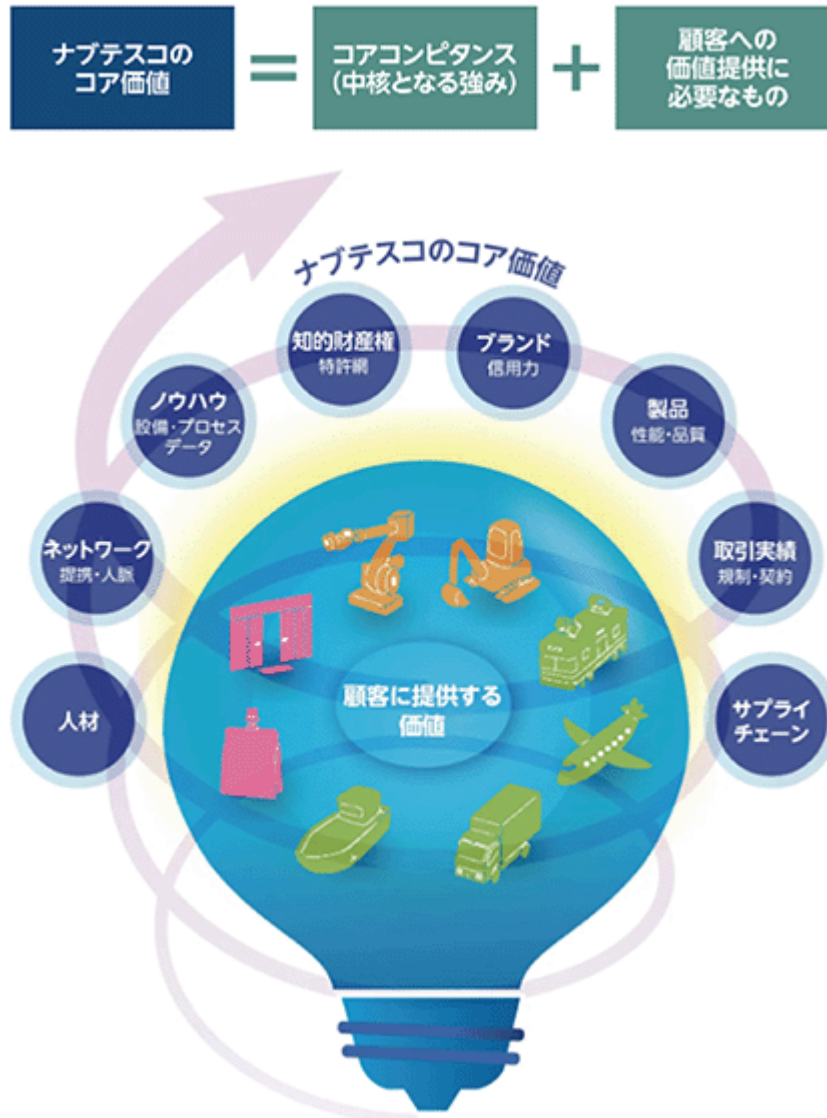 ナブテスコの
コア価値
=
コアコンピタンス
(中核となる強み)
+
顧客への
価値提供に
必要なもの
ナブテスコのコア価値
知的財産権
特許網
ブランド
信用力
ノウハウ
設備・プロセス
データ
製品
性能・品質
ネットワーク
提携・人脈
取引実績
規制・契約
人材
顧客に提供する
価値
サプライ
チェーン